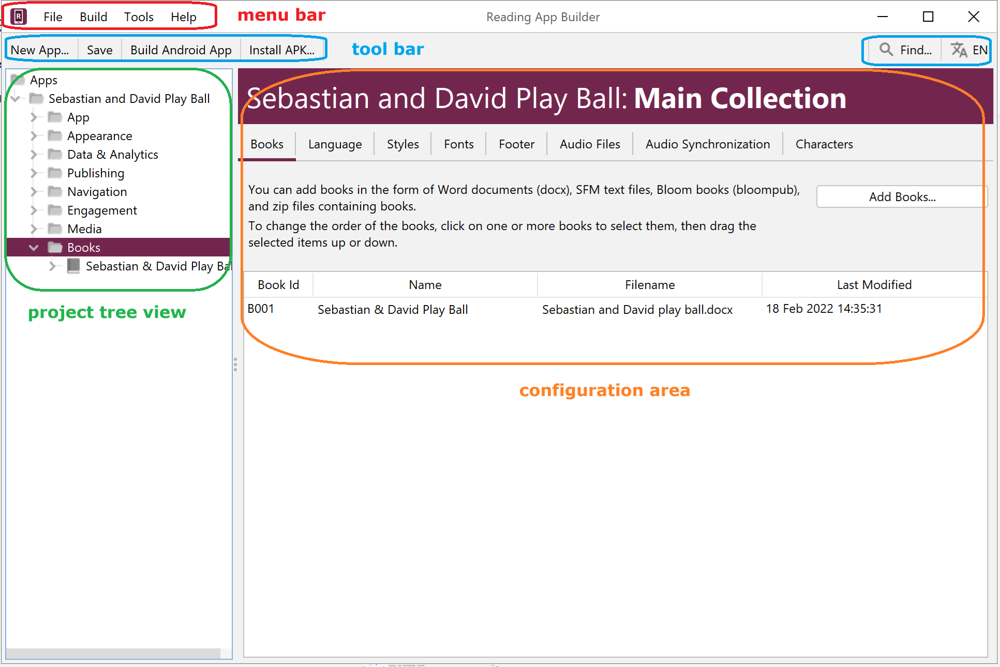 File Build Tools Help
menu bar
Reading App Builder
New App... Save Build Android App Install APK...
tool bar
Find... EN
Apps
Sebastian and David Play Ball
App
Appearance
Data & Analytics
Publishing
Navigation
Engagement
Media
Books
Sebastian & David Play Bal
project tree view
Sebastian and David Play Ball: Main Collection
Books Language Styles Fonts Footer Audio Files Audio Synchronization Characters
You can add books in the form of Word documents (docx), SFM text files, Bloom books (bloompub),
and zip files containing books.
Add Books...
To change the order of the books, click on one or more books to select them, then drag the
selected items up or down.
Book Id Name Filename Last Modified
B001 Sebastian & David Play Ball Sebastian and David play ball.docx 18 Feb 2022 14:35:31
configuration area